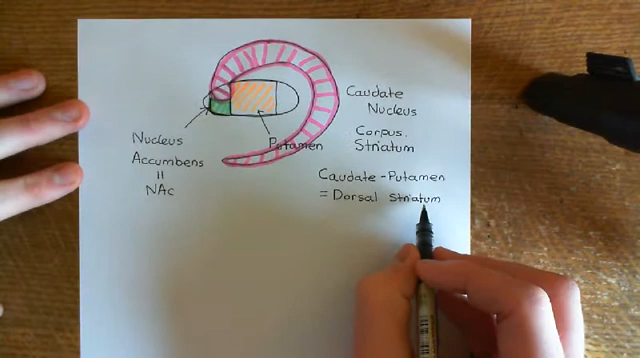 Caudate
Nucleus
Corpus
Striatum
Nucleus
Accumbens
=
NAc
Putamen
Caudate-Putamen
= Dorsal Striatum